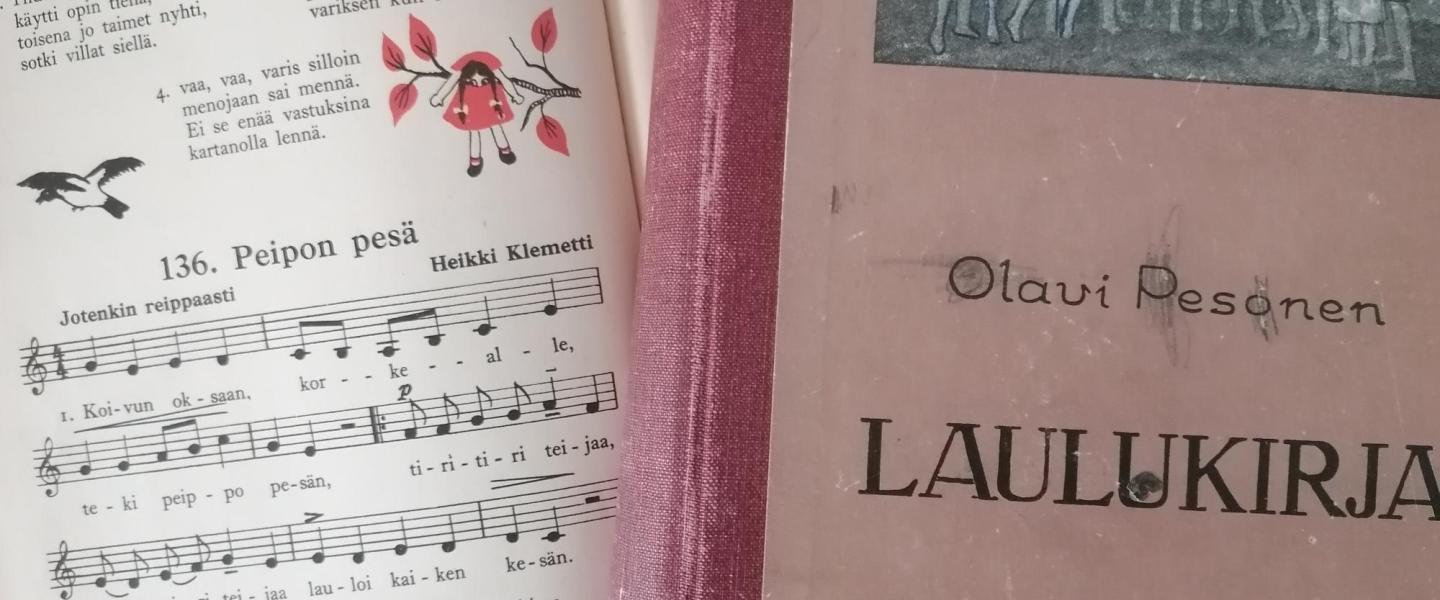 käytti opin tiellä,
toisena jo taimet nyhti,
sotki villat siellä.
variksen kun
4. vaa, vaa, varis silloin
menojaan sai mennä.
Ei se enää vastuksina
kartanolla lennä.
136. Peipon pesä
Heikki Klemetti
Jotenkin reippaasti
1. Koi-vun ok - saan, kor - - ke - - al - le,
p
te - ki peip - po pe-sän, ti - ri - ti - ri tei - jaa,
tei - jaa lau - loi kai - ken ke-sän.
Olavi Pesonen
LAULUKIRJA